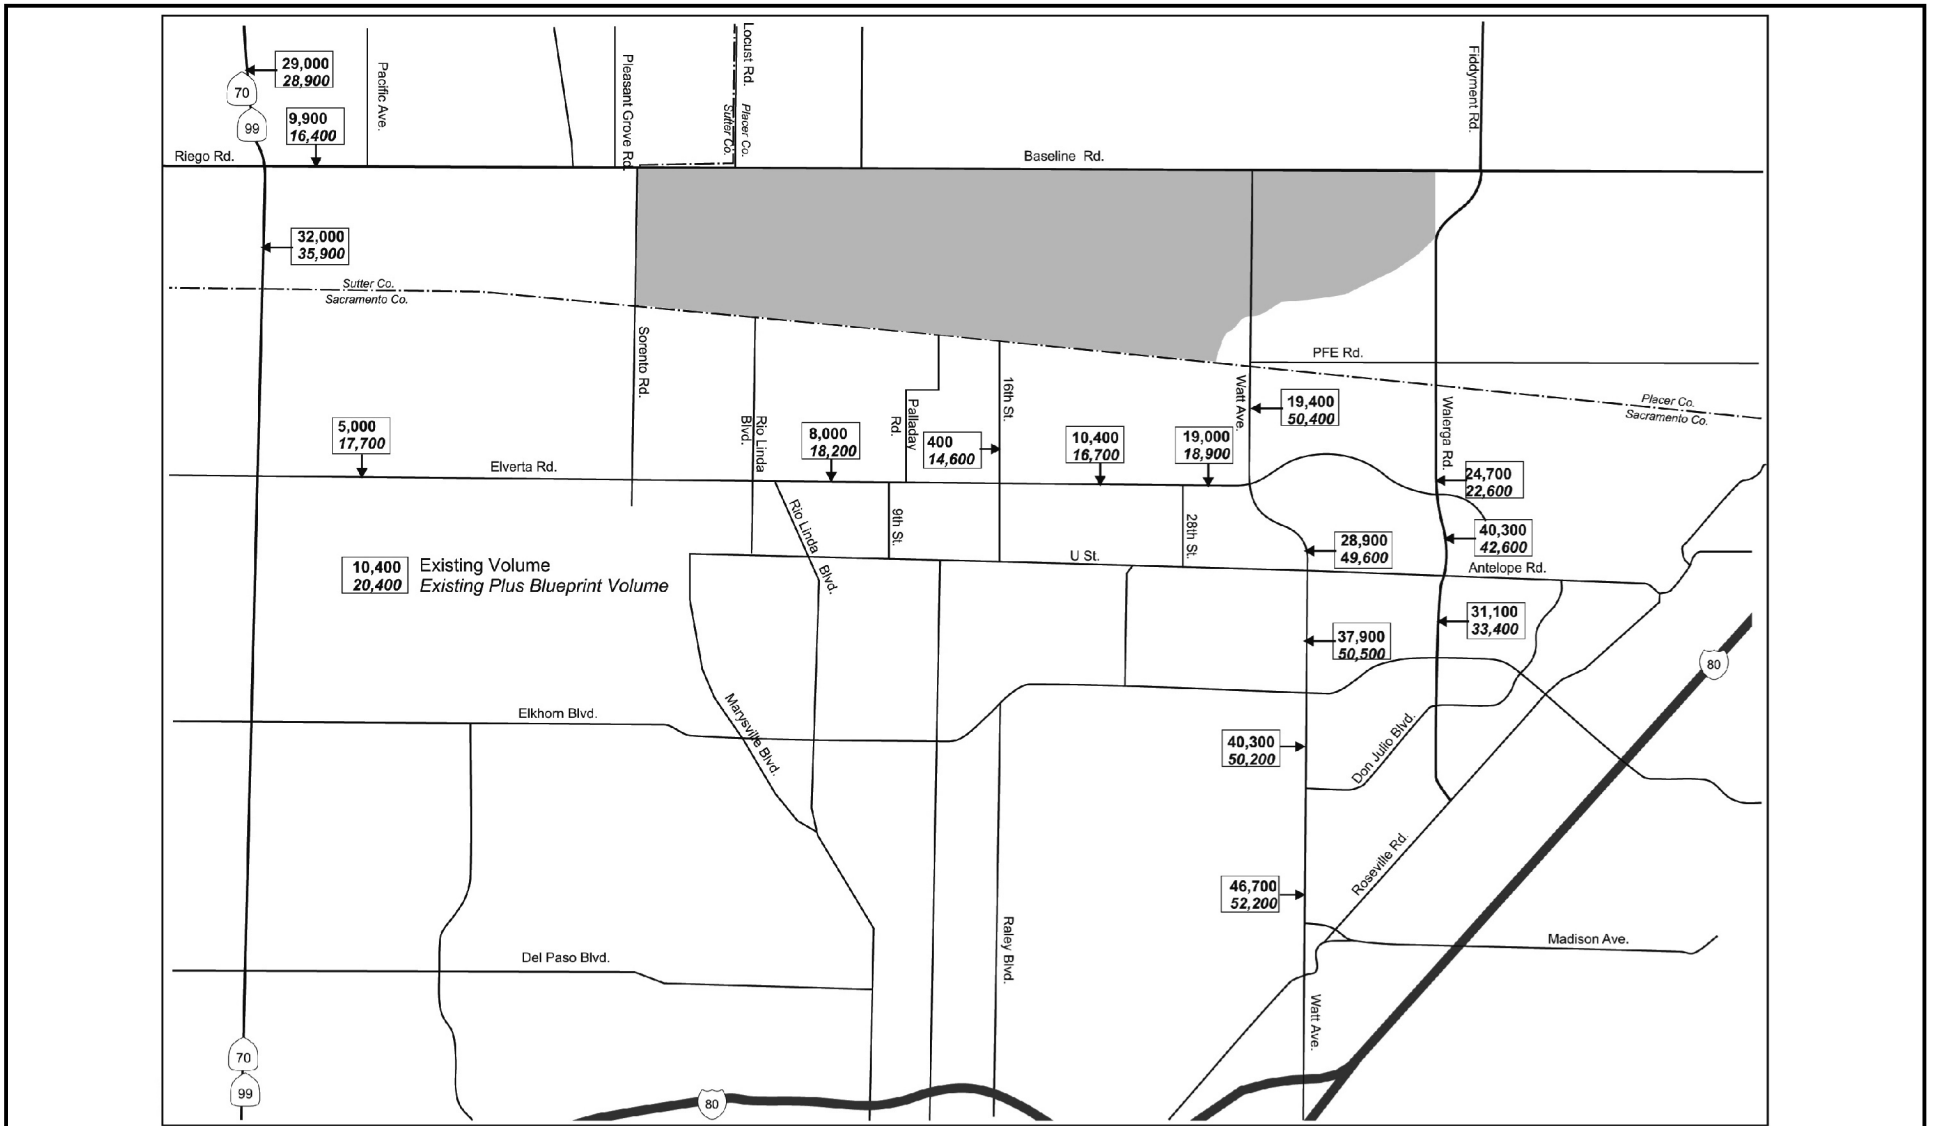 29,000
28,900
70
99
9,900
16,400
Pacific Ave.
Pleasant Grove Rd.
Locust Rd.
Sutter Co.
Placer Co.
Fiddyment Rd.
Riego Rd.
Baseline Rd.
32,000
35,900
Sutter Co.
Sacramento Co.
Sorento Rd.
PFE Rd.
16th St.
Watt Ave.
19,400
50,400
Placer Co.
Sacramento Co.
Walerga Rd.
5,000
17,700
Rio Linda
Blvd.
8,000
18,200
Palladay
Rd.
400
14,600
10,400
16,700
19,000
18,900
Elverta Rd.
24,700
22,600
Rio Linda Blvd.
9th St.
28th St.
40,300
42,600
28,900
49,600
U St.
Antelope Rd.
10,400 Existing Volume
20,400 Existing Plus Blueprint Volume
31,100
33,400
37,900
50,500
80
Elkhorn Blvd.
Marysville Blvd.
40,300
50,200
Don Julio Blvd.
Roseville Rd.
46,700
52,200
Raley Blvd.
Madison Ave.
Del Paso Blvd.
Watt Ave.
70
99
80